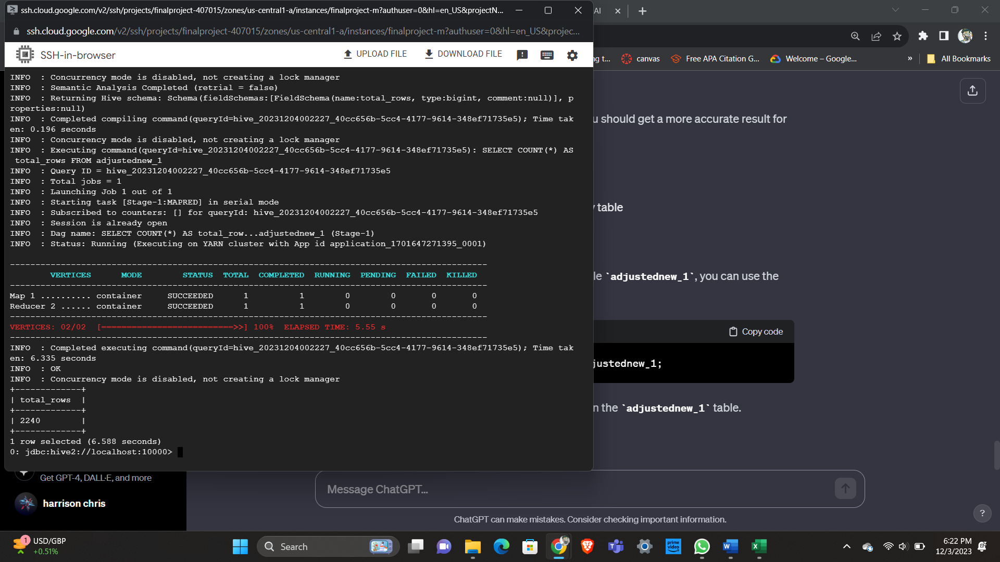 ssh.cloud.google.com/v2/ssh/projects/finalproject-407015/zones/us-central1-a/instances/finalproject-m?authuser=0&hl=en_US&projectN...
AI
ssh.cloud.google.com/v2/ssh/projects/finalproject-407015/zones/us-central1-a/instances/finalproject-m?authuser=0&hl=en_US&projec...
SSH-in-browser
UPLOAD FILE
DOWNLOAD FILE
ng t...
canvas
Free APA Citation G...
Welcome – Google...
»
All Bookmarks
INFO  : Concurrency mode is disabled, not creating a lock manager
INFO  : Semantic Analysis Completed (retrial = false)
INFO  : Returning Hive schema: Schema(fieldSchemas:[FieldSchema(name:total_rows, type:bigint, comment:null)], p
roperties:null)
INFO  : Completed compiling command(queryId=hive_20231204002227_40cc656b-5cc4-4177-9614-348ef71735e5); Time tak
en: 0.196 seconds
INFO  : Concurrency mode is disabled, not creating a lock manager
INFO  : Executing command(queryId=hive_20231204002227_40cc656b-5cc4-4177-9614-348ef71735e5): SELECT COUNT(*) AS
 total_rows FROM adjustednew_1
INFO  : Query ID = hive_20231204002227_40cc656b-5cc4-4177-9614-348ef71735e5
INFO  : Total jobs = 1
INFO  : Launching Job 1 out of 1
INFO  : Starting task [Stage-1:MAPRED] in serial mode
INFO  : Subscribed to counters: [] for queryId: hive_20231204002227_40cc656b-5cc4-4177-9614-348ef71735e5
INFO  : Session is already open
INFO  : Dag name: SELECT COUNT(*) AS total_row...adjustednew_1 (Stage-1)
INFO  : Status: Running (Executing on YARN cluster with App id application_1701647271395_0001)
----------------------------------------------------------------------------------------------
        VERTICES      MODE        STATUS  TOTAL  COMPLETED  RUNNING  PENDING  FAILED  KILLED
----------------------------------------------------------------------------------------------
Map 1 .......... container     SUCCEEDED      1          1        0        0       0       0
Reducer 2 ...... container     SUCCEEDED      1          1        0        0       0       0
----------------------------------------------------------------------------------------------
VERTICES: 02/02  [==========================>>] 100%  ELAPSED TIME: 5.55 s
----------------------------------------------------------------------------------------------
INFO  : Completed executing command(queryId=hive_20231204002227_40cc656b-5cc4-4177-9614-348ef71735e5); Time tak
en: 6.335 seconds
INFO  : OK
INFO  : Concurrency mode is disabled, not creating a lock manager
+-------------+
| total_rows  |
+-------------+
| 2240        |
+-------------+
1 row selected (6.588 seconds)
0: jdbc:hive2://localhost:10000>
u should get a more accurate result for
y table
le `adjustednew_1`, you can use the
Copy code
justednew_1;
n the `adjustednew_1` table.
Get GPT-4, DALL·E, and more
harrison chris
Message ChatGPT...
ChatGPT can make mistakes. Consider checking important information.
?
1
USD/GBP
+0.51%
Search
prime video
6:22 PM
12/3/2023